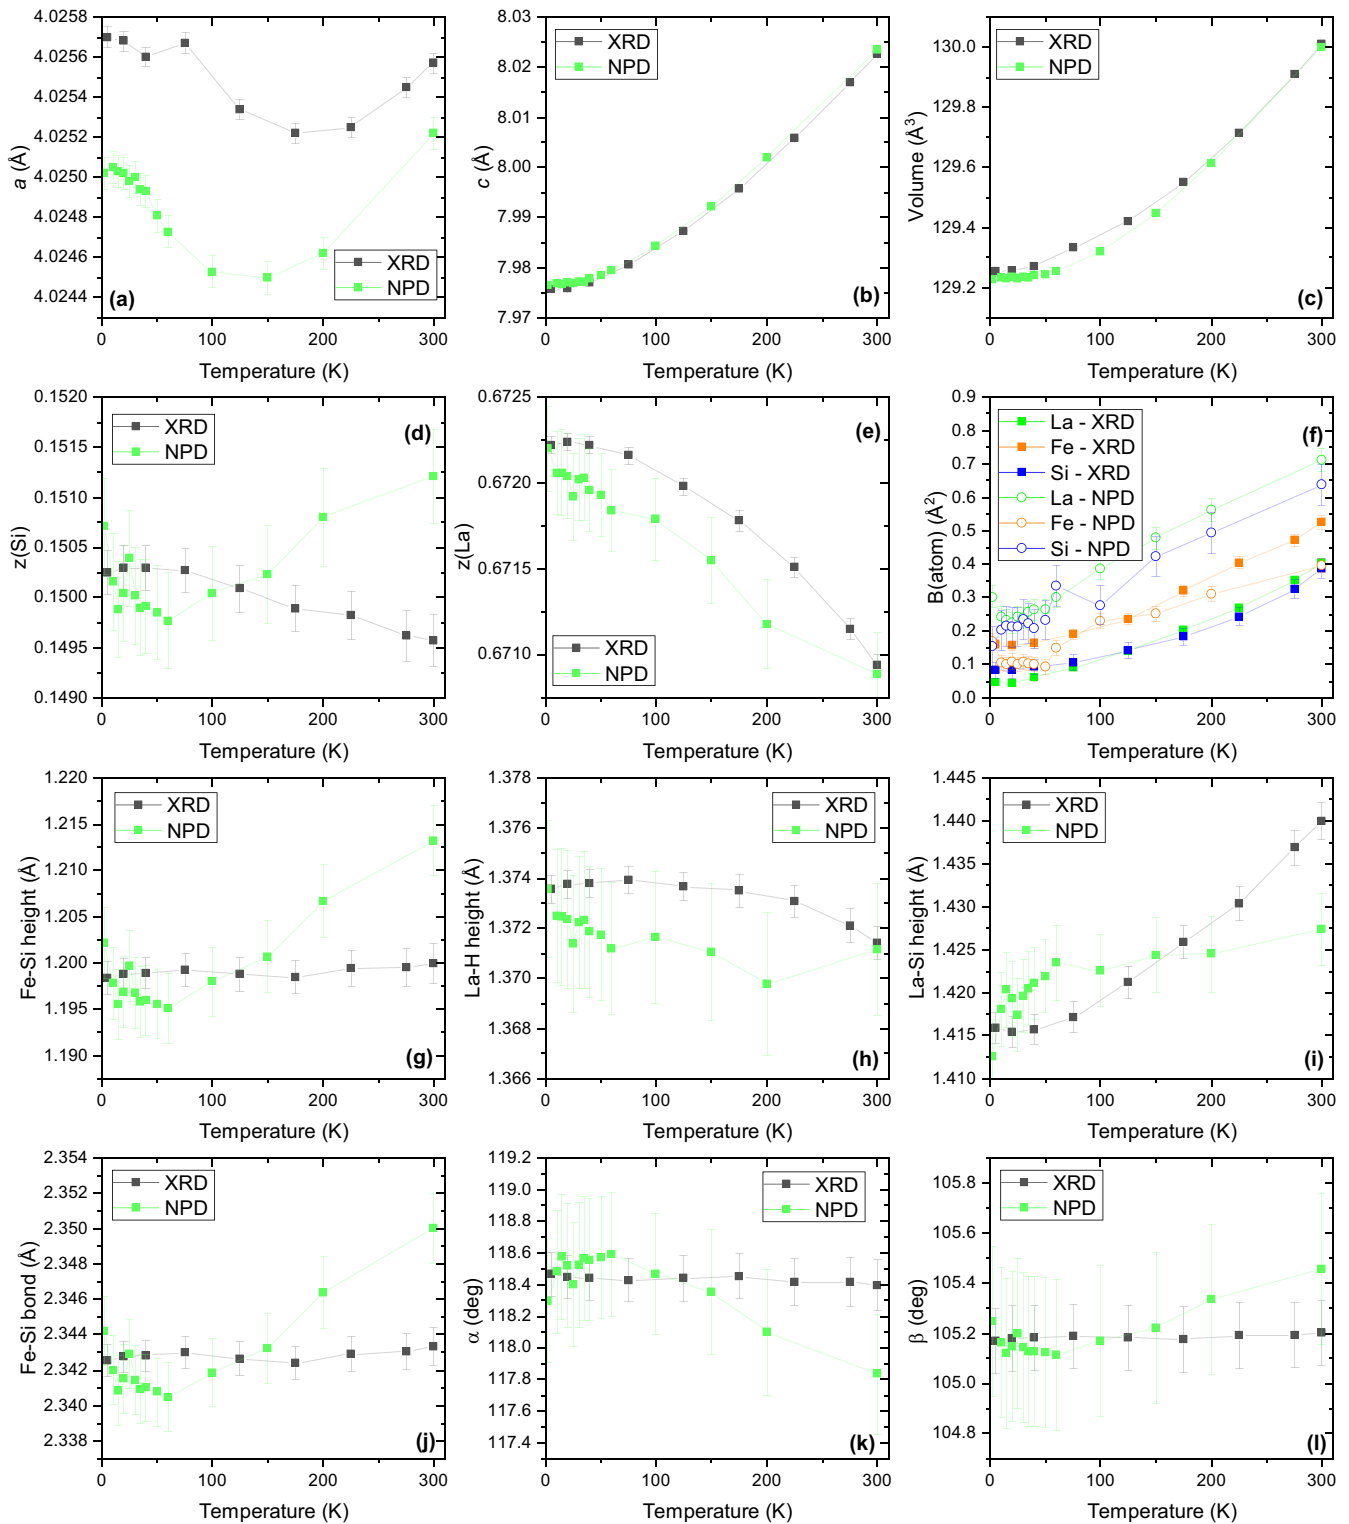 4.0258
4.0256
4.0254
4.0252
4.0250
4.0248
4.0246
4.0244
a (Å)
XRD
NPD
(a)
0 100 200 300
Temperature (K)
8.03
8.02
8.01
8.00
7.99
7.98
7.97
c (Å)
XRD
NPD
(b)
0 100 200 300
Temperature (K)
130.0
129.8
129.6
129.4
129.2
Volume (Å³)
XRD
NPD
(c)
0 100 200 300
Temperature (K)
0.1520
0.1515
0.1510
0.1505
0.1500
0.1495
0.1490
z(Si)
XRD
NPD
(d)
0 100 200 300
Temperature (K)
0.6725
0.6720
0.6715
0.6710
z(La)
XRD
NPD
(e)
0 100 200 300
Temperature (K)
0.9
0.8
0.7
0.6
0.5
0.4
0.3
0.2
0.1
0.0
B(atom) (Å²)
La - XRD
Fe - XRD
Si - XRD
La - NPD
Fe - NPD
Si - NPD
(f)
0 100 200 300
Temperature (K)
1.220
1.215
1.210
1.205
1.200
1.195
1.190
Fe-Si height (Å)
XRD
NPD
(g)
0 100 200 300
Temperature (K)
1.378
1.376
1.374
1.372
1.370
1.368
1.366
La-H height (Å)
XRD
NPD
(h)
0 100 200 300
Temperature (K)
1.445
1.440
1.435
1.430
1.425
1.420
1.415
1.410
La-Si height (Å)
XRD
NPD
(i)
0 100 200 300
Temperature (K)
2.354
2.352
2.350
2.348
2.346
2.344
2.342
2.340
2.338
Fe-Si bond (Å)
XRD
NPD
(j)
0 100 200 300
Temperature (K)
119.2
119.0
118.8
118.6
118.4
118.2
118.0
117.8
117.6
117.4
α (deg)
XRD
NPD
(k)
0 100 200 300
Temperature (K)
105.8
105.6
105.4
105.2
105.0
104.8
β (deg)
XRD
NPD
(l)
0 100 200 300
Temperature (K)